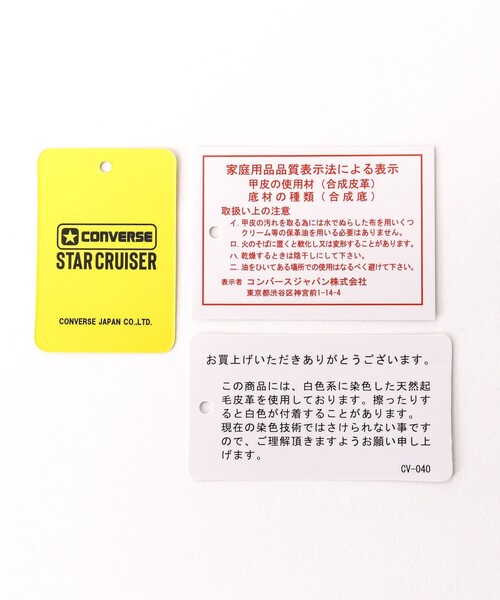 CONVERSE
STAR CRUISER
CONVERSE JAPAN CO.,LTD.
家庭用品品質表示法による表示
甲皮の使用材（合成皮革）
底材の種類（合成底）
取扱い上の注意
イ. 甲皮の汚れを取る為には水でぬらした布を用いくつ
クリーム等の保革油を用いる必要はありません。
ロ. 火のそばに置くと軟化し又は変形することがあります。
ハ. 乾燥するときは陰干しにして下さい。
二. 油をひいてある場所での使用はなるべく避けて下さい。
表示者 コンバースジャパン株式会社
東京都渋谷区神宮前1-14-4
お買上げいただきありがとうございます。
この商品には、白色系に染色した天然起
毛皮革を使用しております。擦ったりす
ると白色が付着することがあります。
現在の染色技術ではさけられない事です
ので、ご理解頂きますようお願い申し上
げます。
CV-040